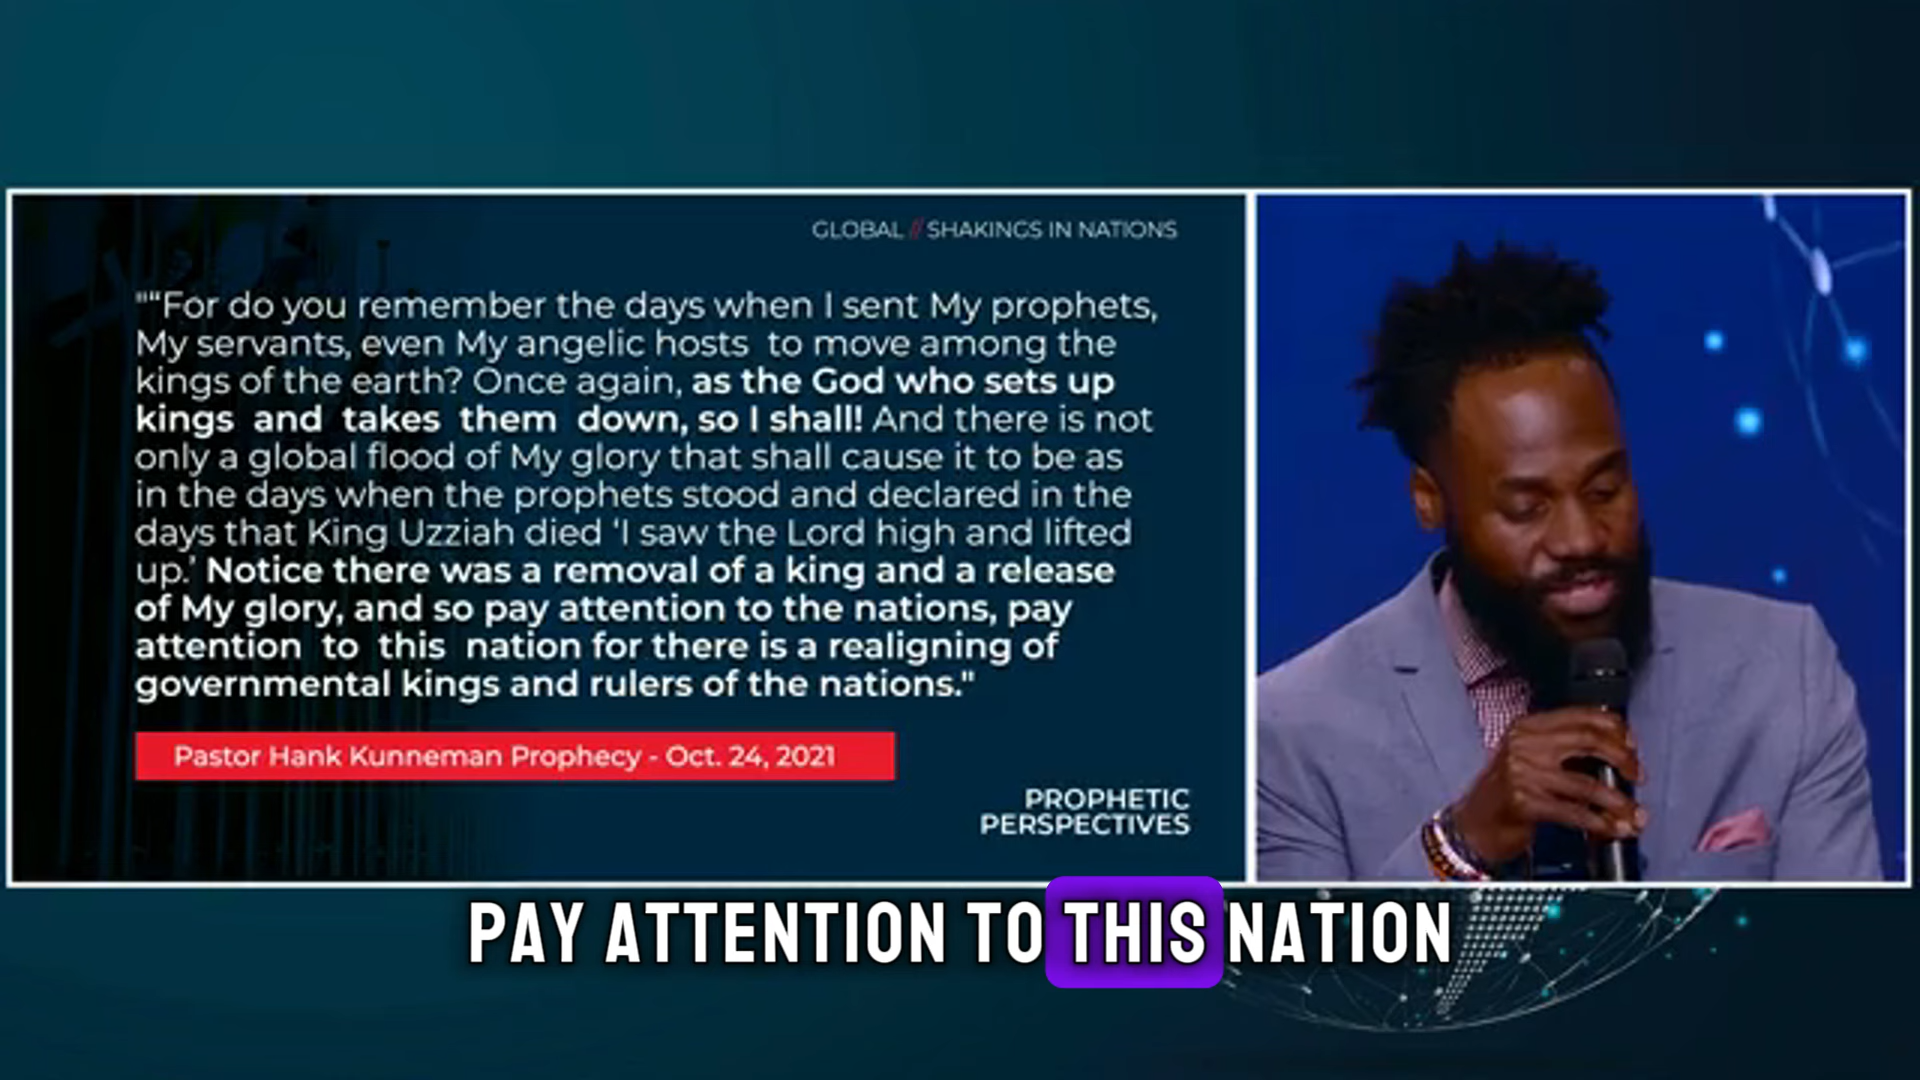 GLOBAL // SHAKINGS IN NATIONS
"“For do you remember the days when I sent My prophets,
My servants, even My angelic hosts to move among the
kings of the earth? Once again, as the God who sets up
kings and takes them down, so I shall! And there is not
only a global flood of My glory that shall cause it to be as
in the days when the prophets stood and declared in the
days that King Uzziah died ‘I saw the Lord high and lifted
up.’ Notice there was a removal of a king and a release
of My glory, and so pay attention to the nations, pay
attention to this nation for there is a realigning of
governmental kings and rulers of the nations."
Pastor Hank Kunneman Prophecy - Oct. 24, 2021
PROPHETIC
PERSPECTIVES
PAY ATTENTION TO THIS NATION